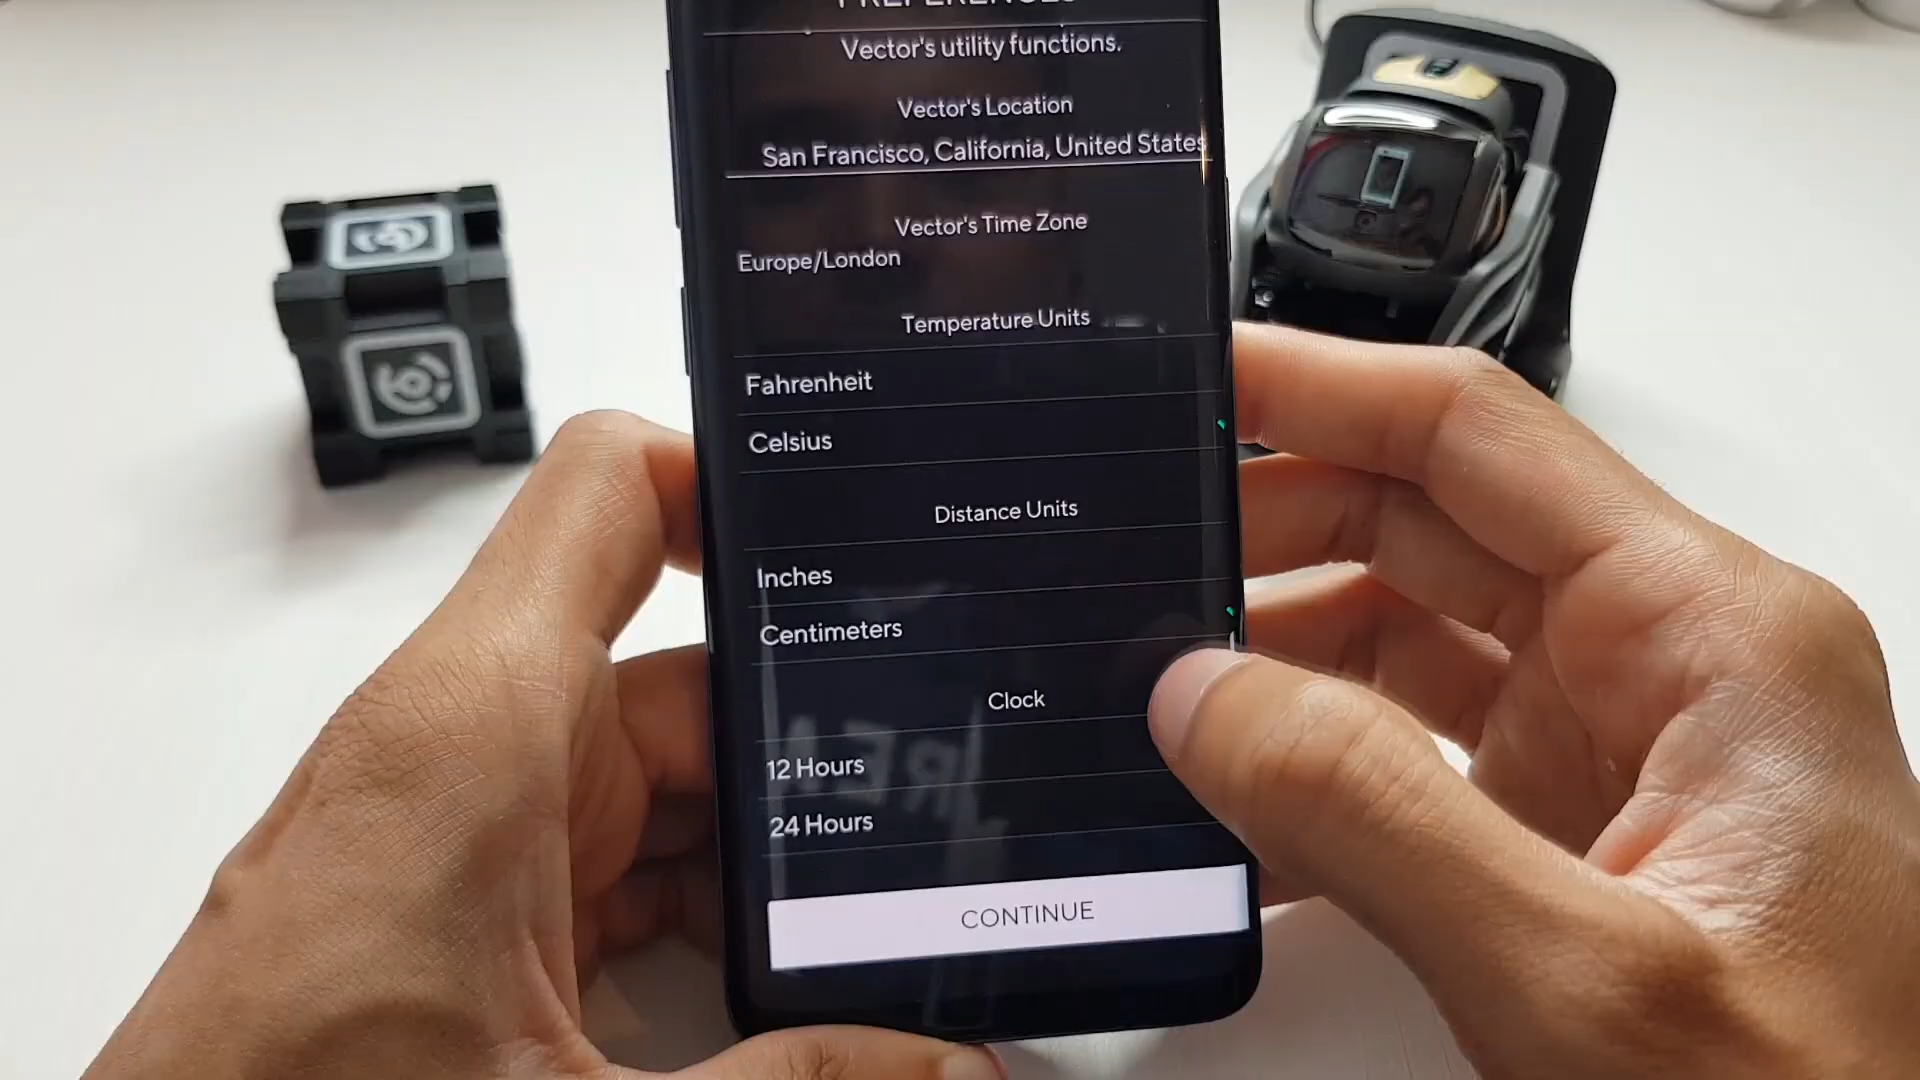 PREFERENCES
Vector's utility functions.
Vector's Location
San Francisco, California, United States
Vector's Time Zone
Europe/London
Temperature Units
Fahrenheit
Celsius
Distance Units
Inches
Centimeters
Clock
12 Hours
24 Hours
CONTINUE